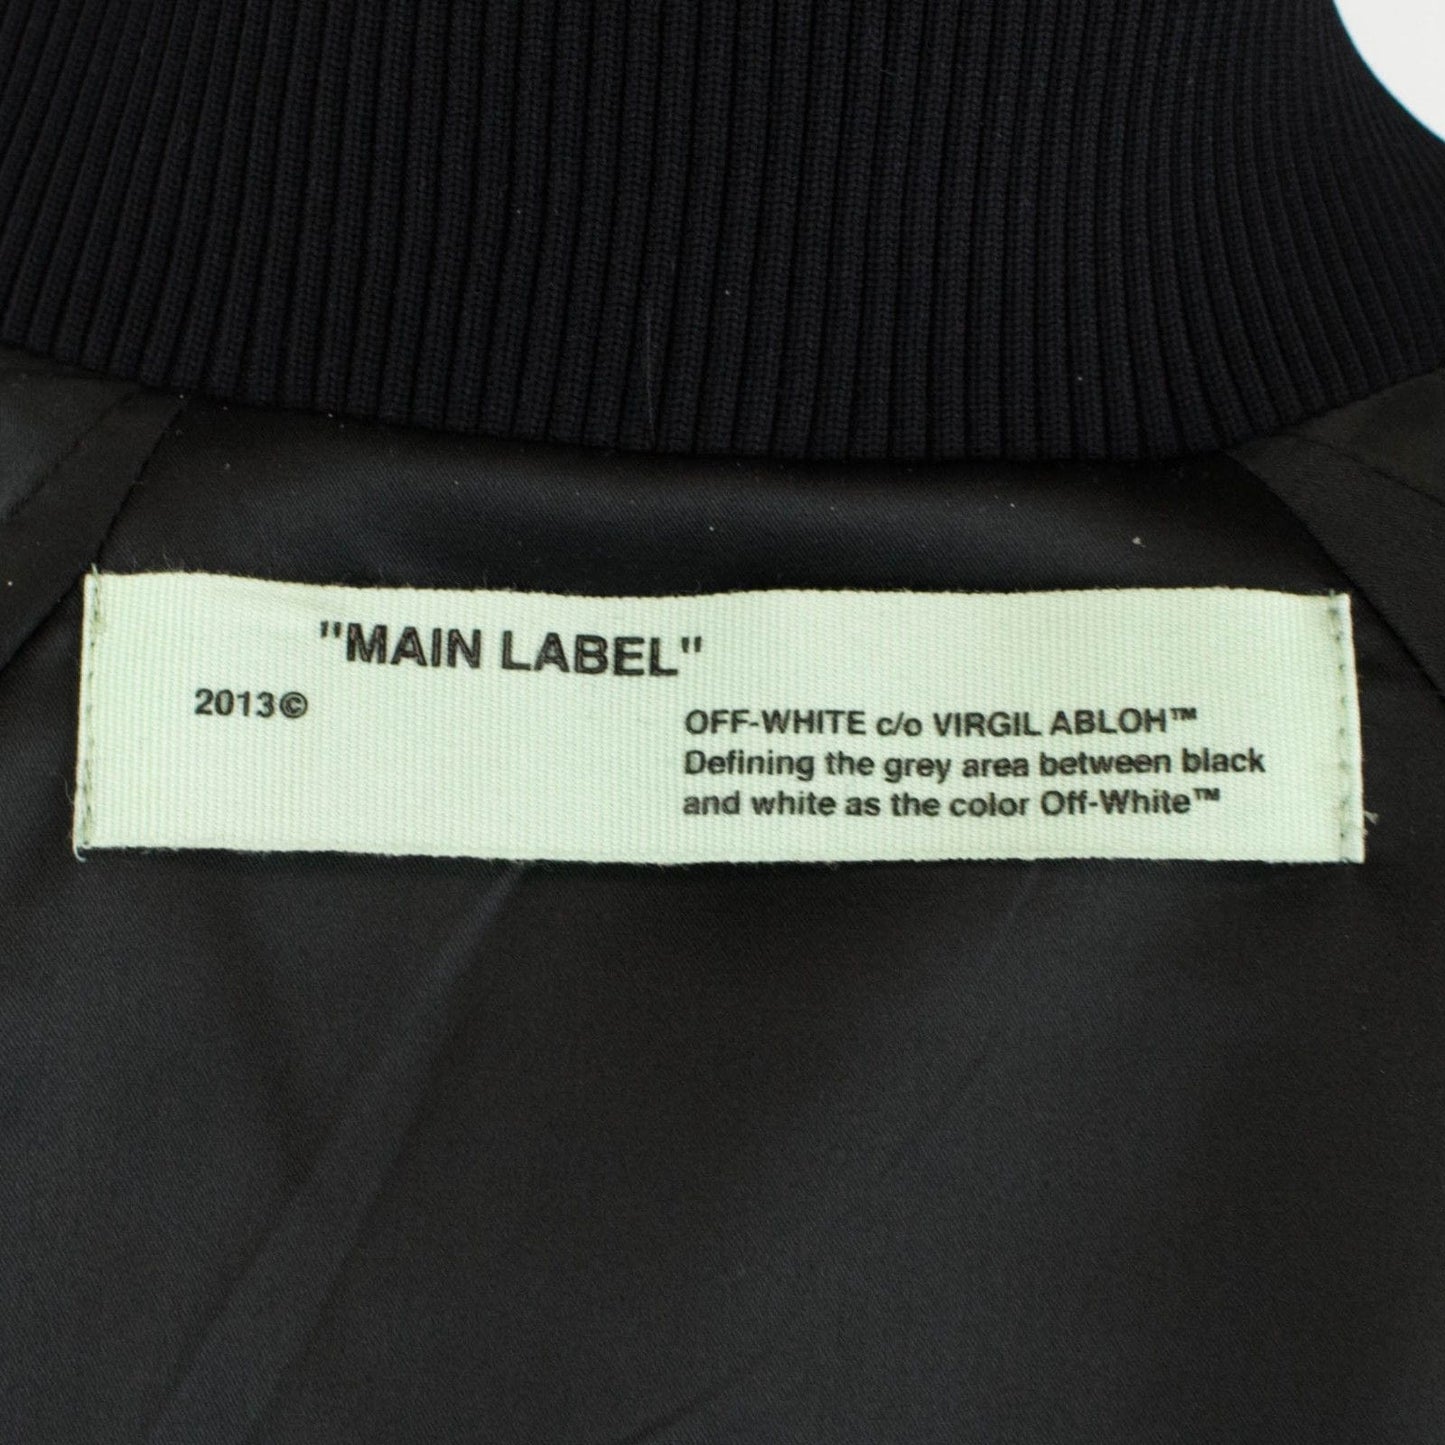 "MAIN LABEL"
2013©
OFF-WHITE c/o VIRGIL ABLOH™
Defining the grey area between black
and white as the color Off-White™